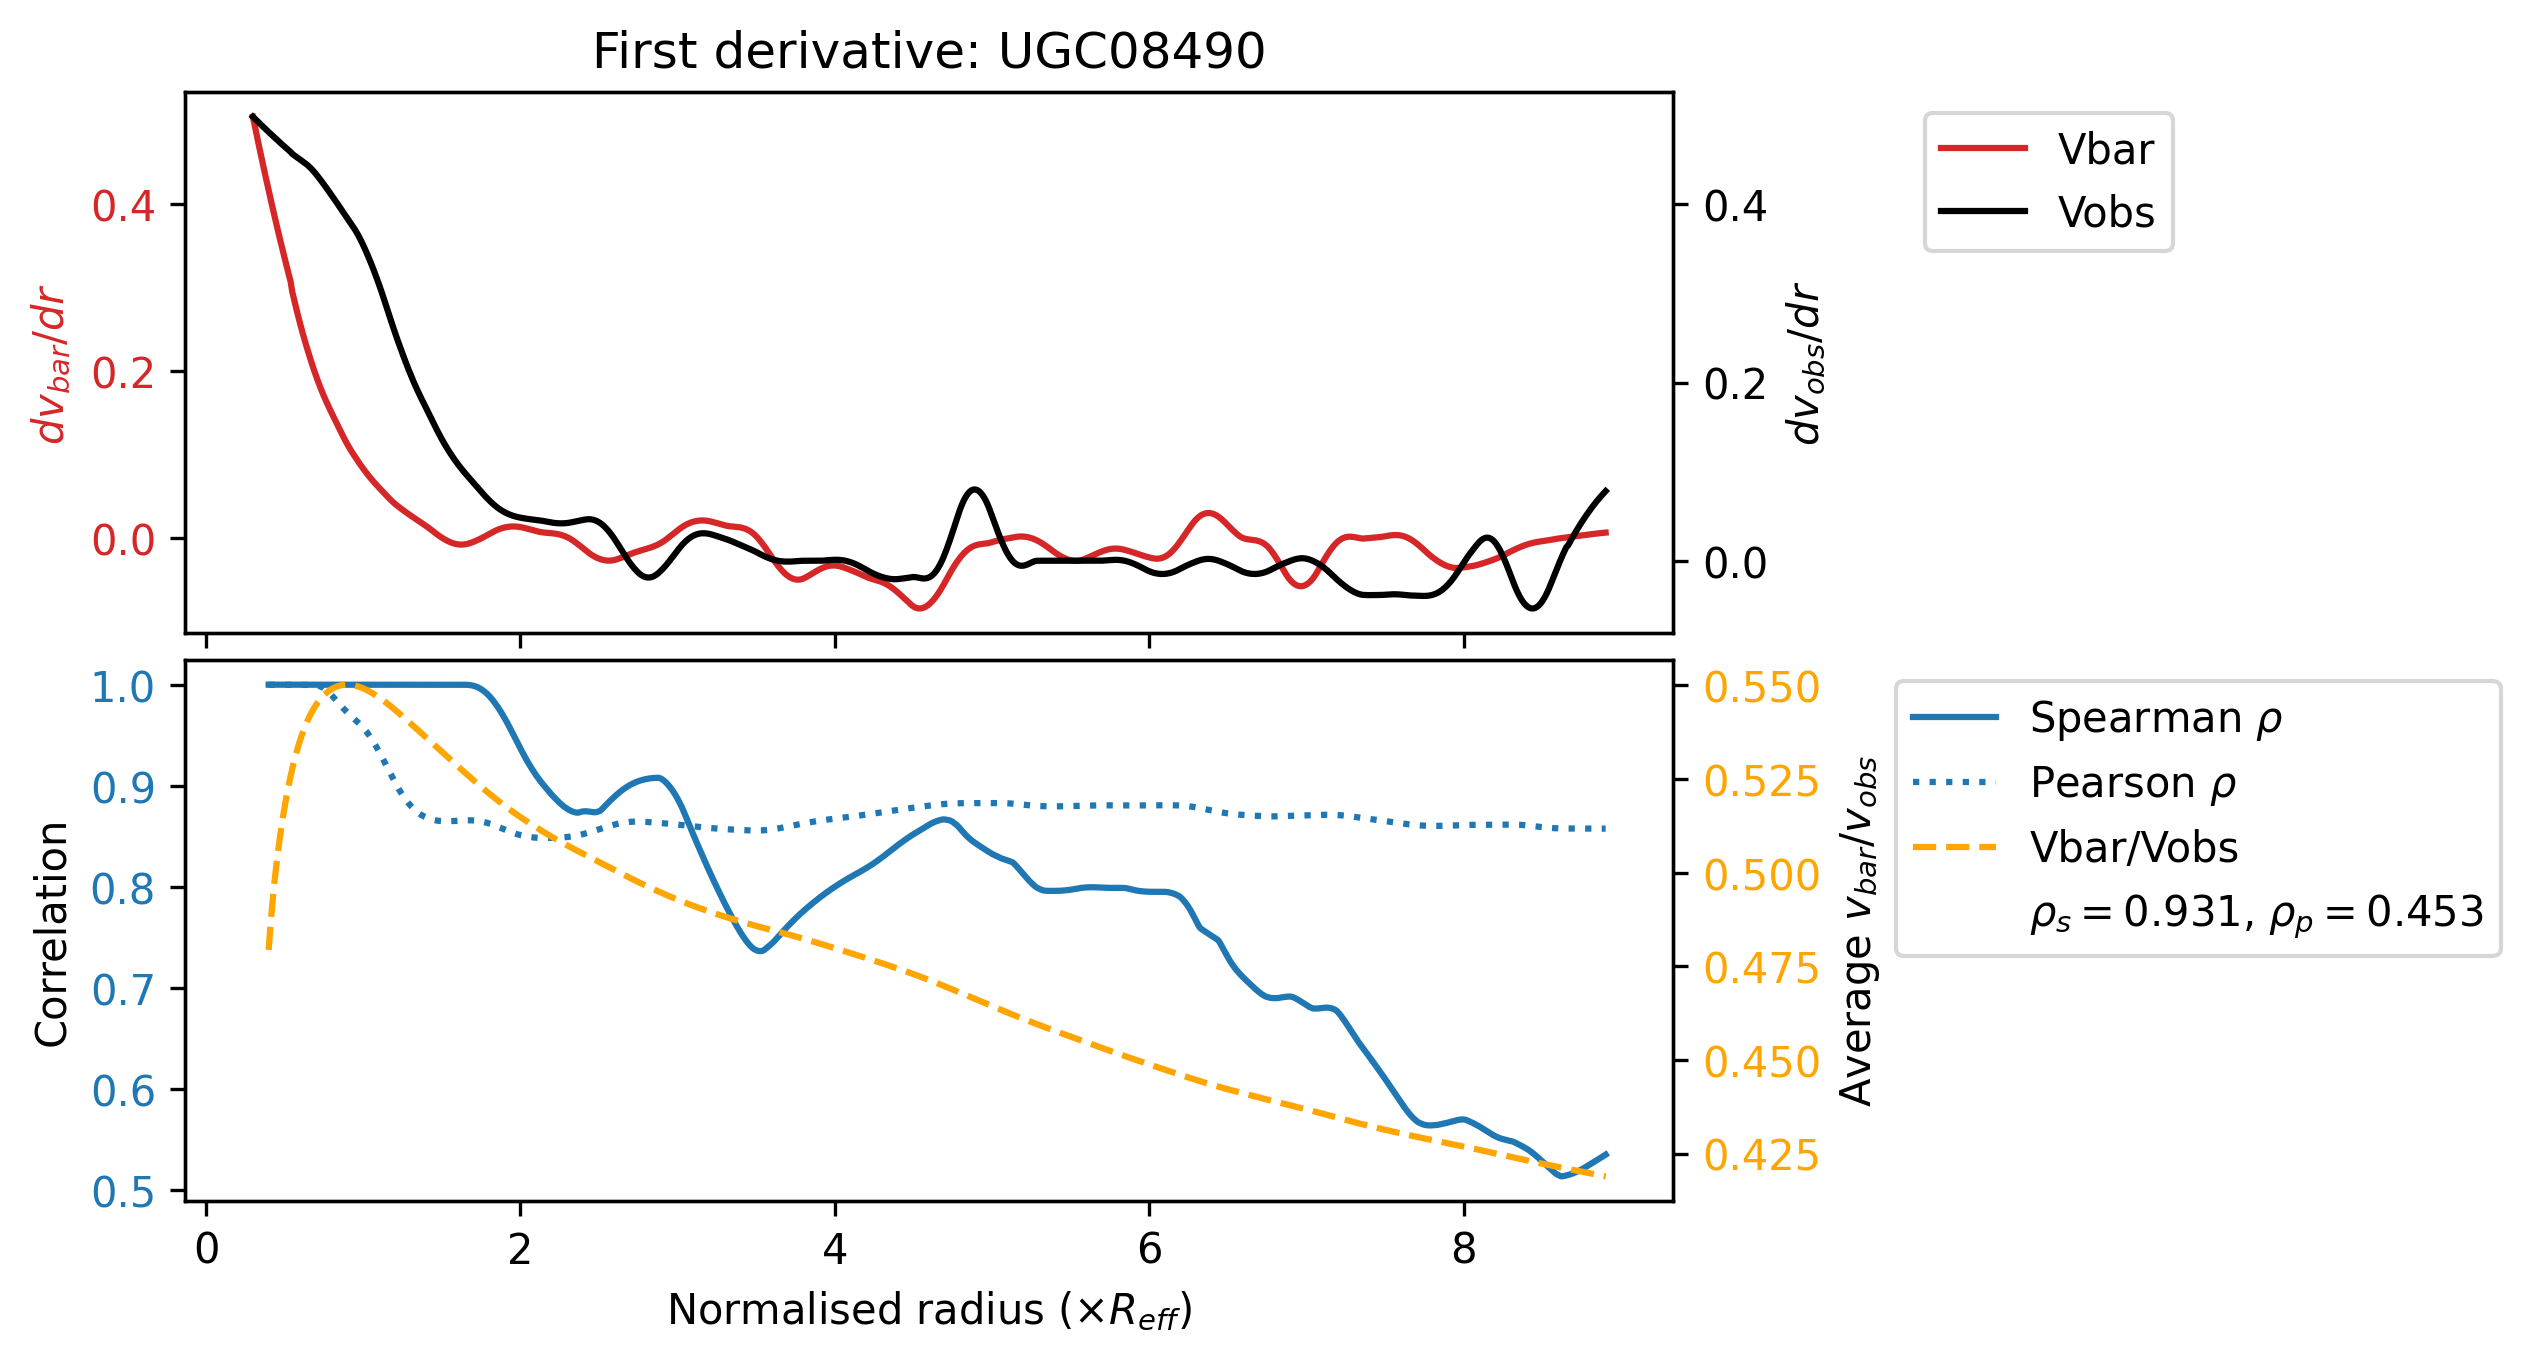 First derivative: UGC08490
0.4
0.2
0.0
dv_bar/dr
0.4
0.2
0.0
dv_obs/dr
Vbar
Vobs
1.0
0.9
0.8
0.7
0.6
0.5
Correlation
0.550
0.525
0.500
0.475
0.450
0.425
Average v_bar/v_obs
Spearman ρ
Pearson ρ
Vbar/Vobs
ρ_s = 0.931, ρ_p = 0.453
0 2 4 6 8
Normalised radius (×R_eff)